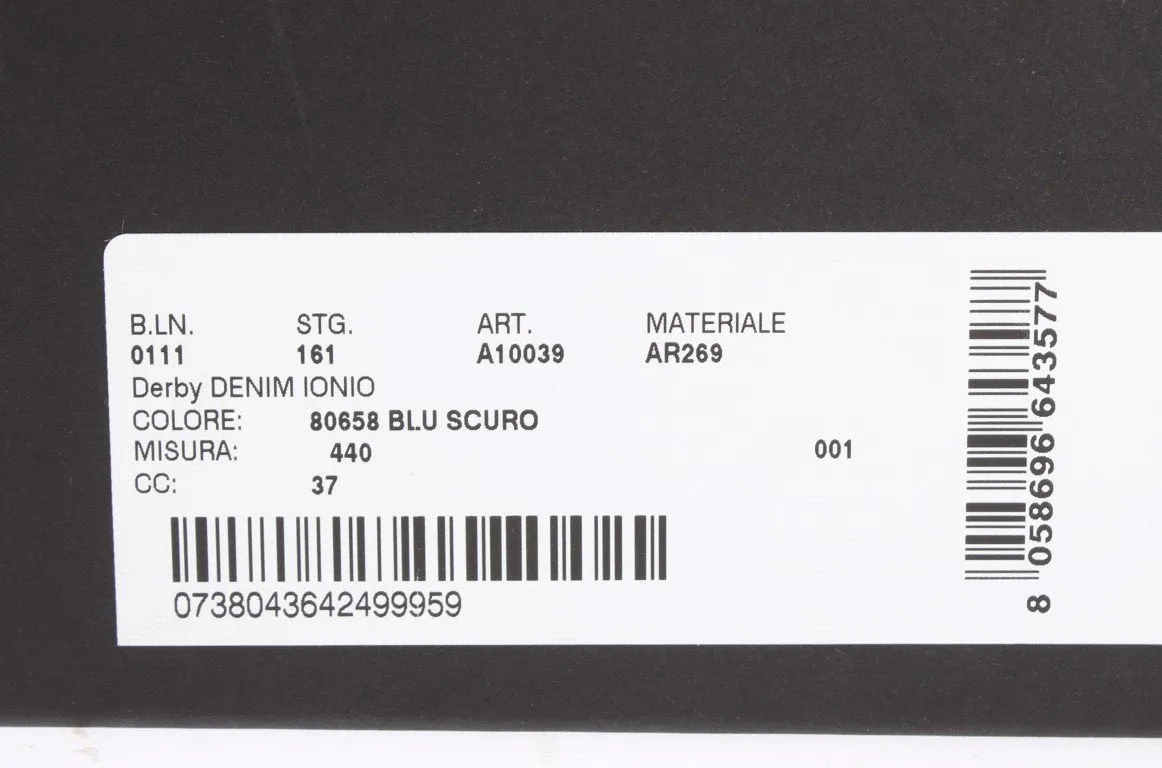 B.LN. STG. ART. MATERIALE
0111 161 A10039 AR269
Derby DENIM IONIO
COLORE: 80658 BLU SCURO
MISURA: 440 001
CC: 37
0738043642499959
8 058696 643577